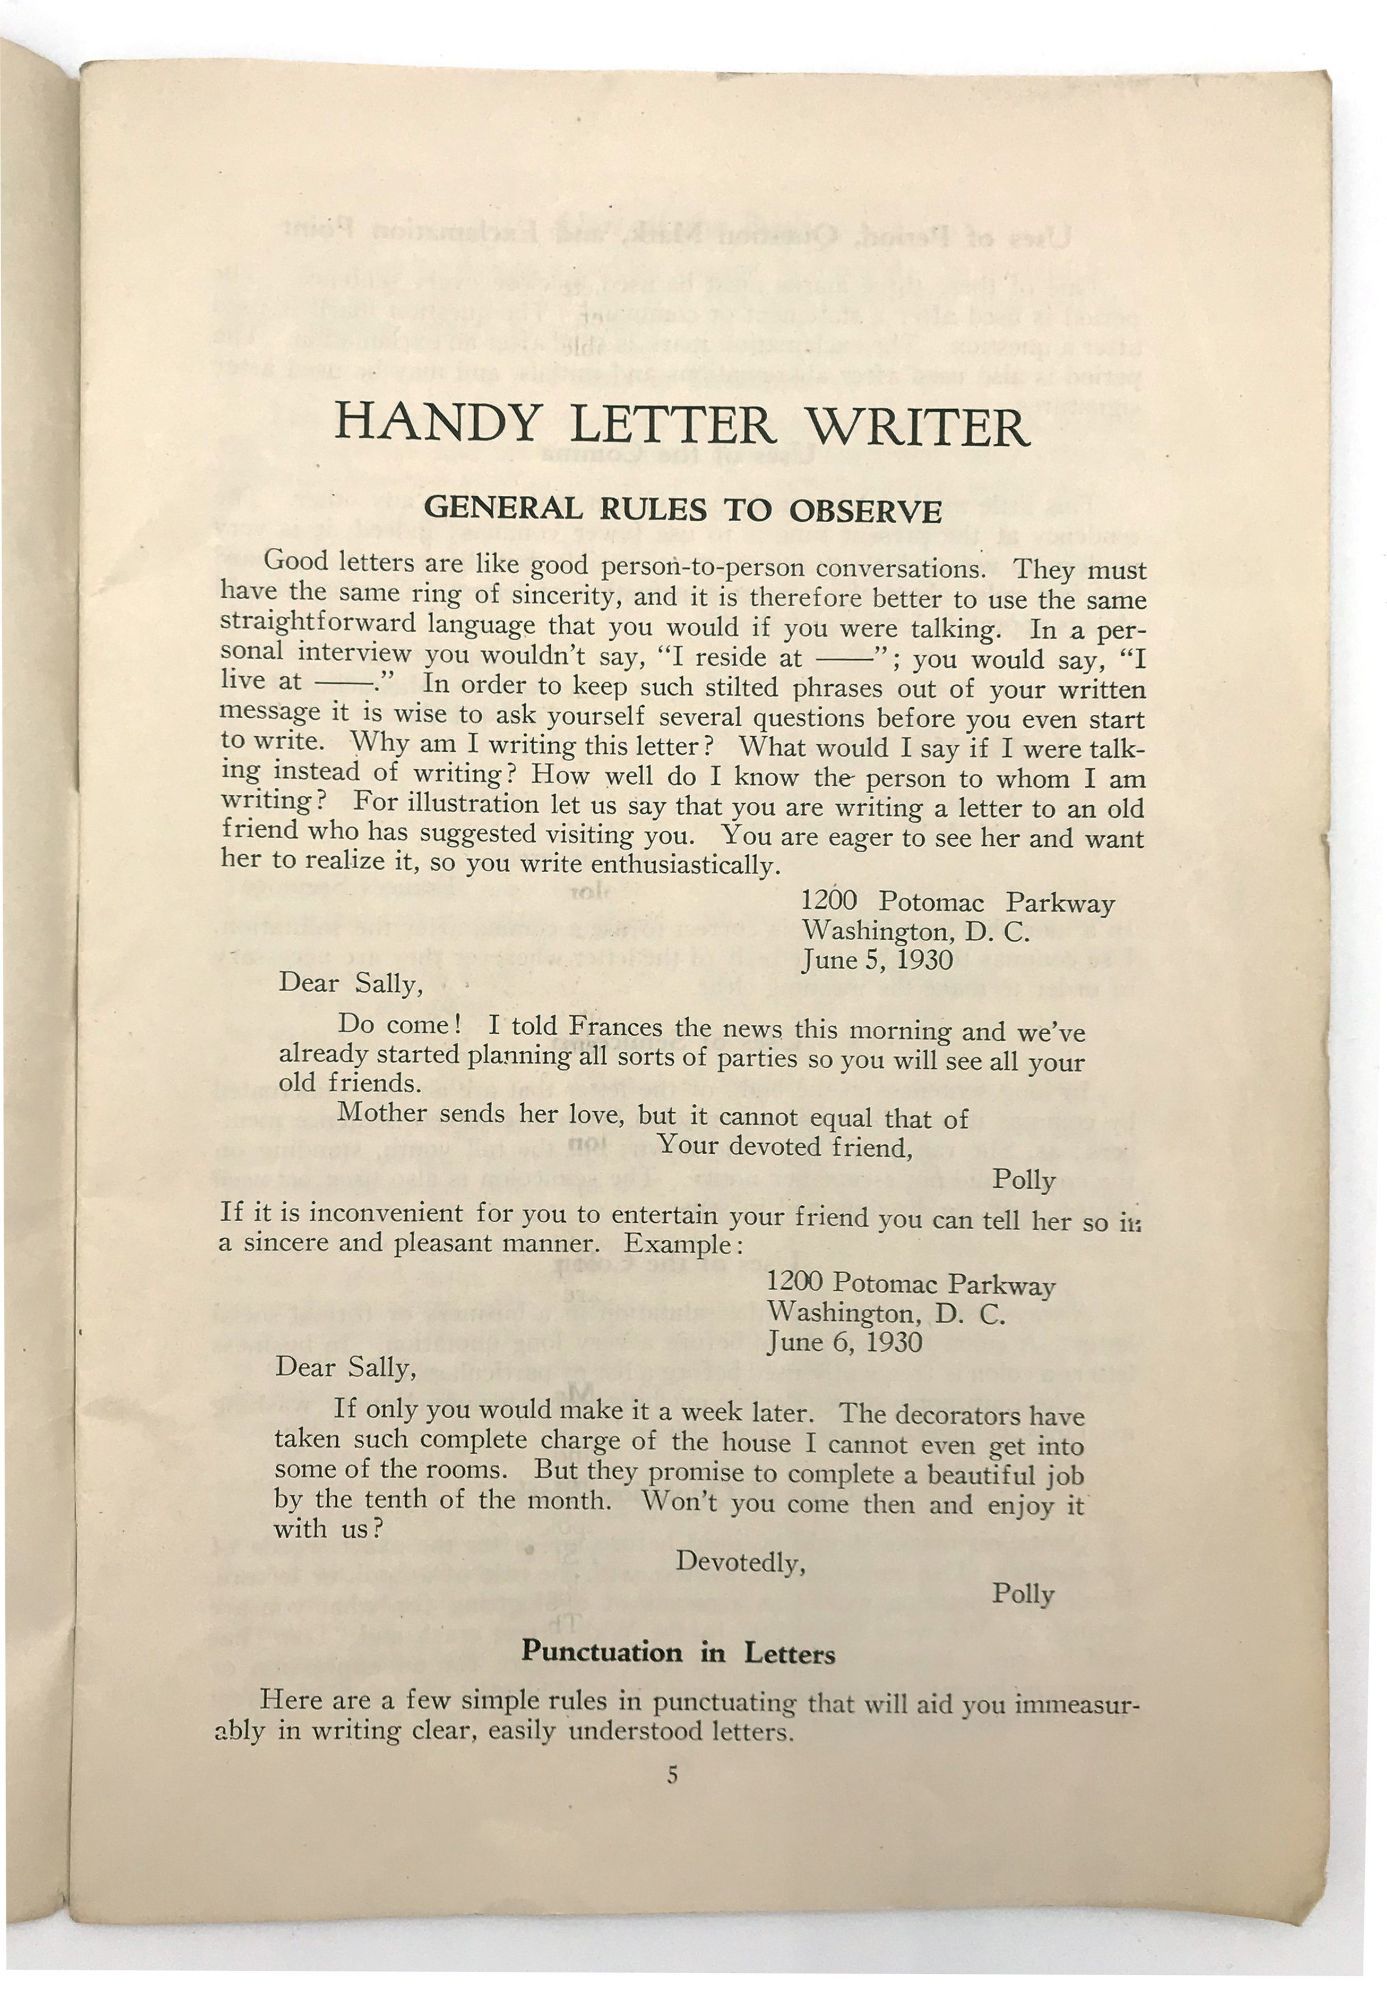 HANDY LETTER WRITER
GENERAL RULES TO OBSERVE
Good letters are like good person-to-person conversations. They must
have the same ring of sincerity, and it is therefore better to use the same
straightforward language that you would if you were talking. In a per-
sonal interview you wouldn't say, "I reside at ——"; you would say, "I
live at ——." In order to keep such stilted phrases out of your written
message it is wise to ask yourself several questions before you even start
to write. Why am I writing this letter? What would I say if I were talk-
ing instead of writing? How well do I know the person to whom I am
writing? For illustration let us say that you are writing a letter to an old
friend who has suggested visiting you. You are eager to see her and want
her to realize it, so you write enthusiastically.
1200 Potomac Parkway
Washington, D. C.
June 5, 1930
Dear Sally,
Do come! I told Frances the news this morning and we've
already started planning all sorts of parties so you will see all your
old friends.
Mother sends her love, but it cannot equal that of
Your devoted friend,
Polly
If it is inconvenient for you to entertain your friend you can tell her so in
a sincere and pleasant manner. Example:
1200 Potomac Parkway
Washington, D. C.
June 6, 1930
Dear Sally,
If only you would make it a week later. The decorators have
taken such complete charge of the house I cannot even get into
some of the rooms. But they promise to complete a beautiful job
by the tenth of the month. Won't you come then and enjoy it
with us?
Devotedly,
Polly
Punctuation in Letters
Here are a few simple rules in punctuating that will aid you immeasur-
ably in writing clear, easily understood letters.
5